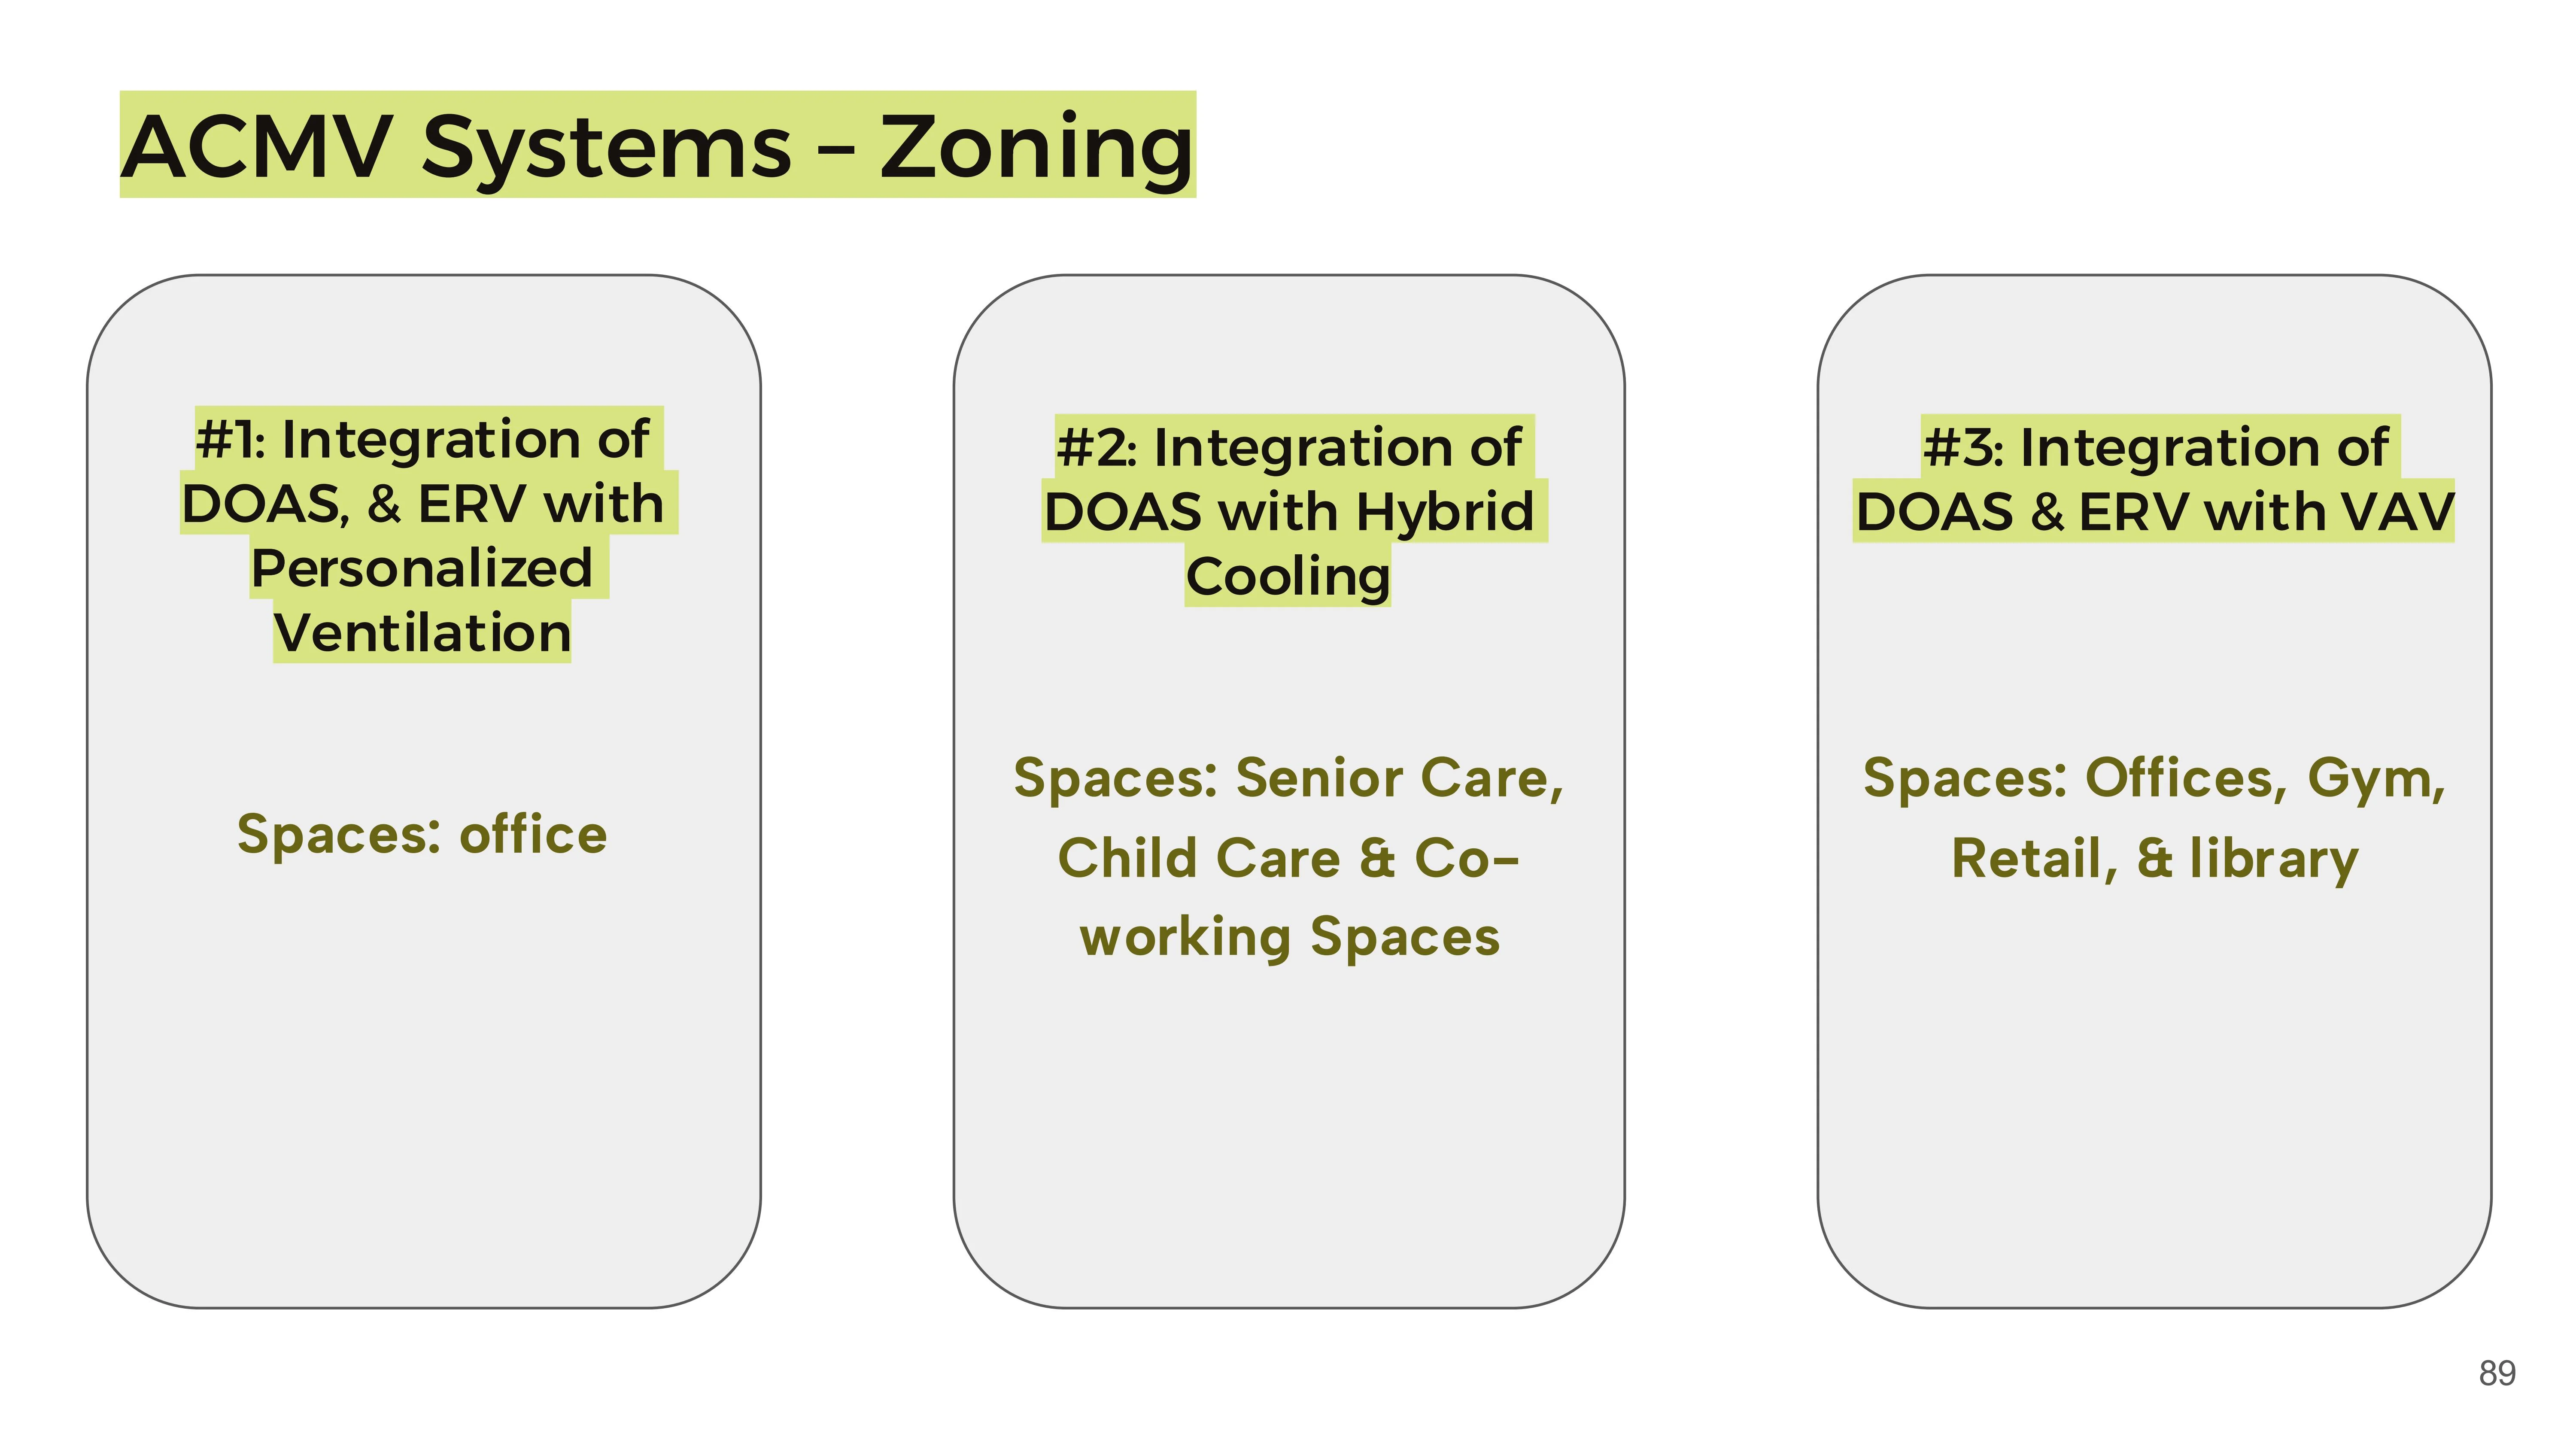 ACMV Systems – Zoning
#1: Integration of
DOAS, & ERV with
Personalized
Ventilation
Spaces: office
#2: Integration of
DOAS with Hybrid
Cooling
Spaces: Senior Care,
Child Care & Co-
working Spaces
#3: Integration of
DOAS & ERV with VAV
Spaces: Offices, Gym,
Retail, & library
89